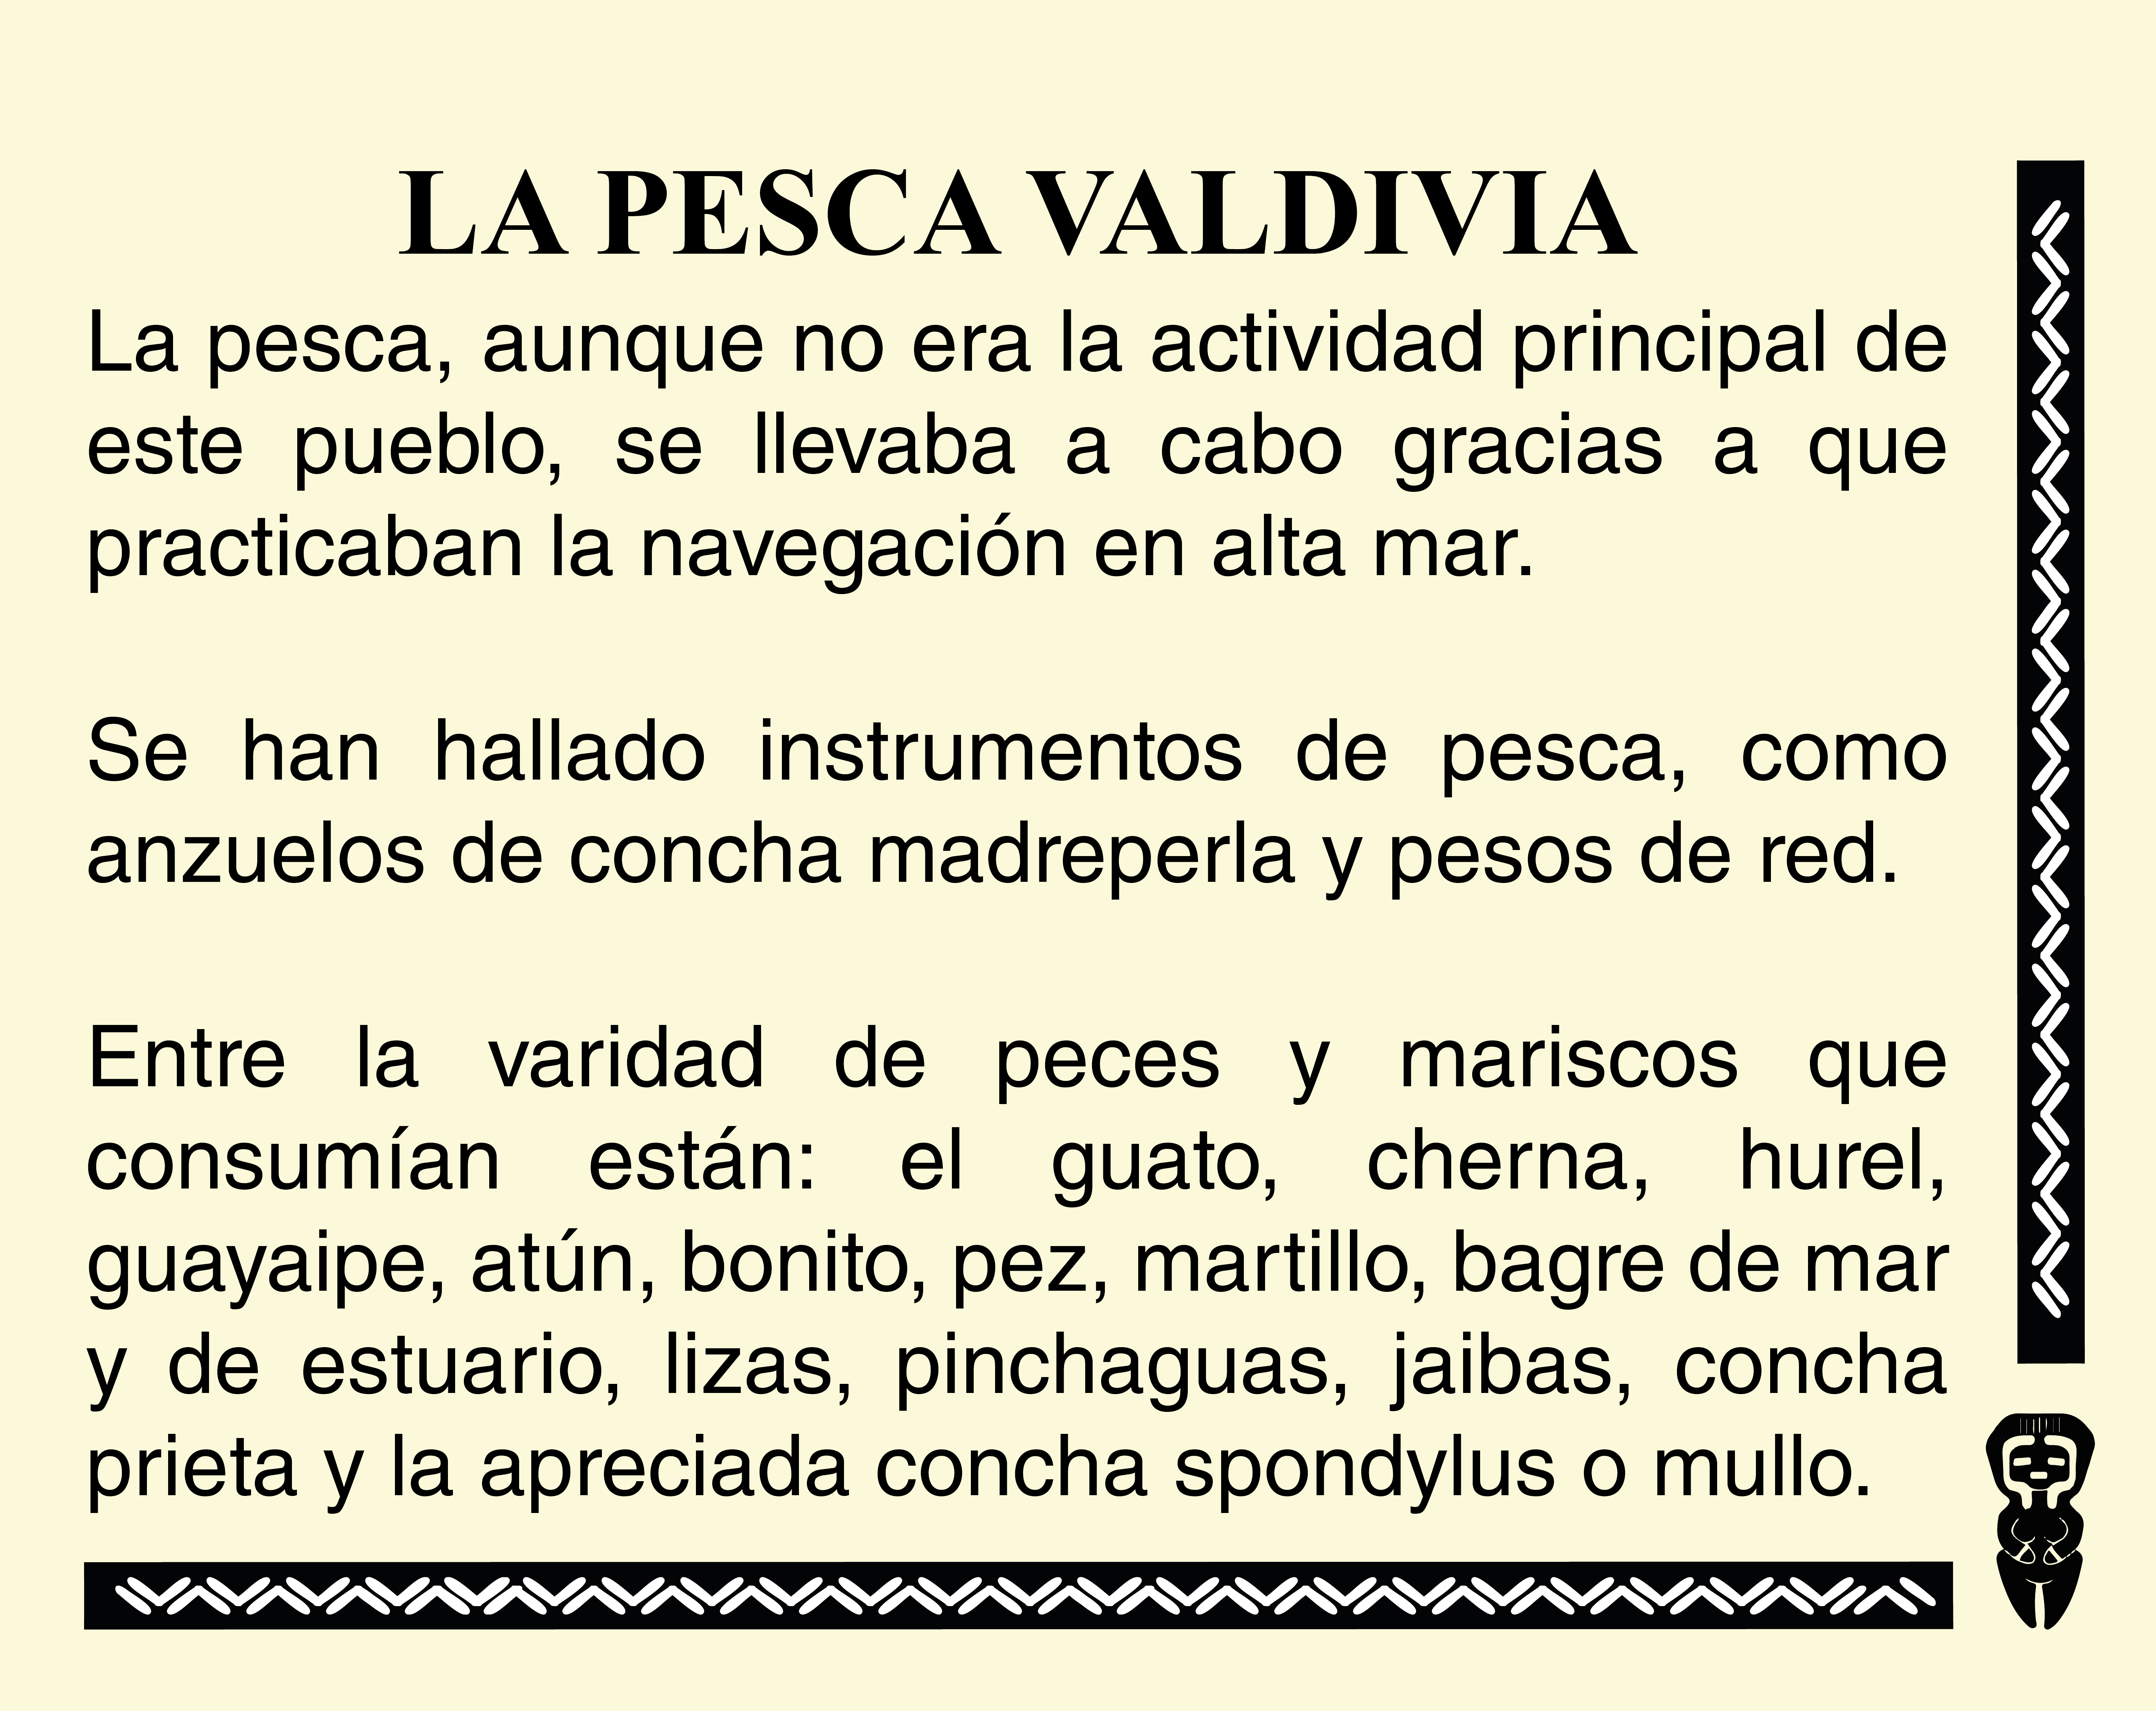 LA PESCA VALDIVIA
La pesca, aunque no era la actividad principal de
este pueblo, se llevaba a cabo gracias a que
practicaban la navegación en alta mar.
Se han hallado instrumentos de pesca, como
anzuelos de concha madreperla y pesos de red.
Entre la varidad de peces y mariscos que
consumían están: el guato, cherna, hurel,
guayaipe, atún, bonito, pez, martillo, bagre de mar
y de estuario, lizas, pinchaguas, jaibas, concha
prieta y la apreciada concha spondylus o mullo.